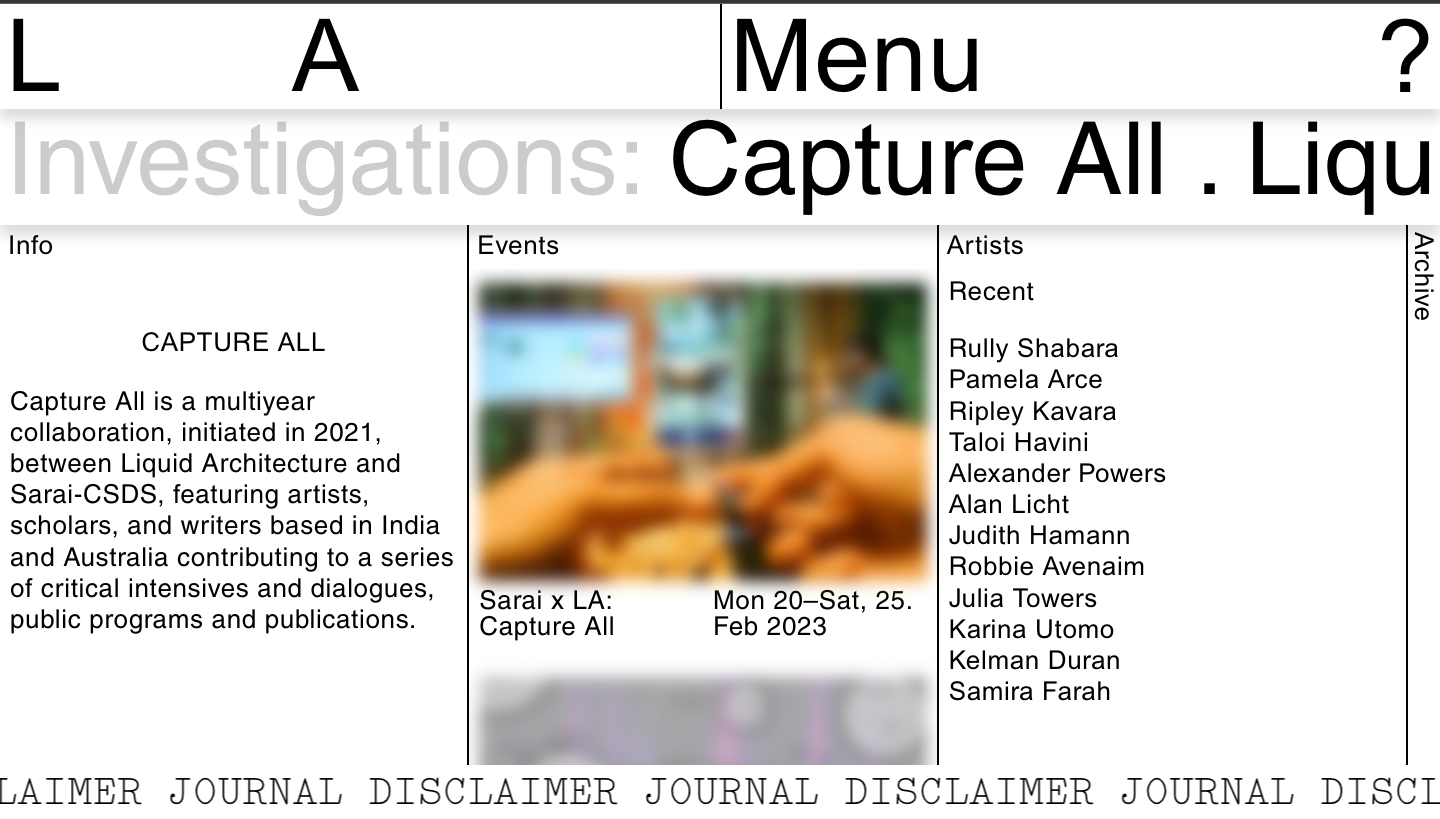 L A
Menu ?
Investigations: Capture All . Liqu
Info
CAPTURE ALL
Capture All is a multiyear
collaboration, initiated in 2021,
between Liquid Architecture and
Sarai-CSDS, featuring artists,
scholars, and writers based in India
and Australia contributing to a series
of critical intensives and dialogues,
public programs and publications.
Events
Sarai x LA:
Capture All
Mon 20–Sat, 25.
Feb 2023
Artists
Recent
Rully Shabara
Pamela Arce
Ripley Kavara
Taloi Havini
Alexander Powers
Alan Licht
Judith Hamann
Robbie Avenaim
Julia Towers
Karina Utomo
Kelman Duran
Samira Farah
Archive
LAIMER JOURNAL DISCLAIMER JOURNAL DISCLAIMER JOURNAL DISCL